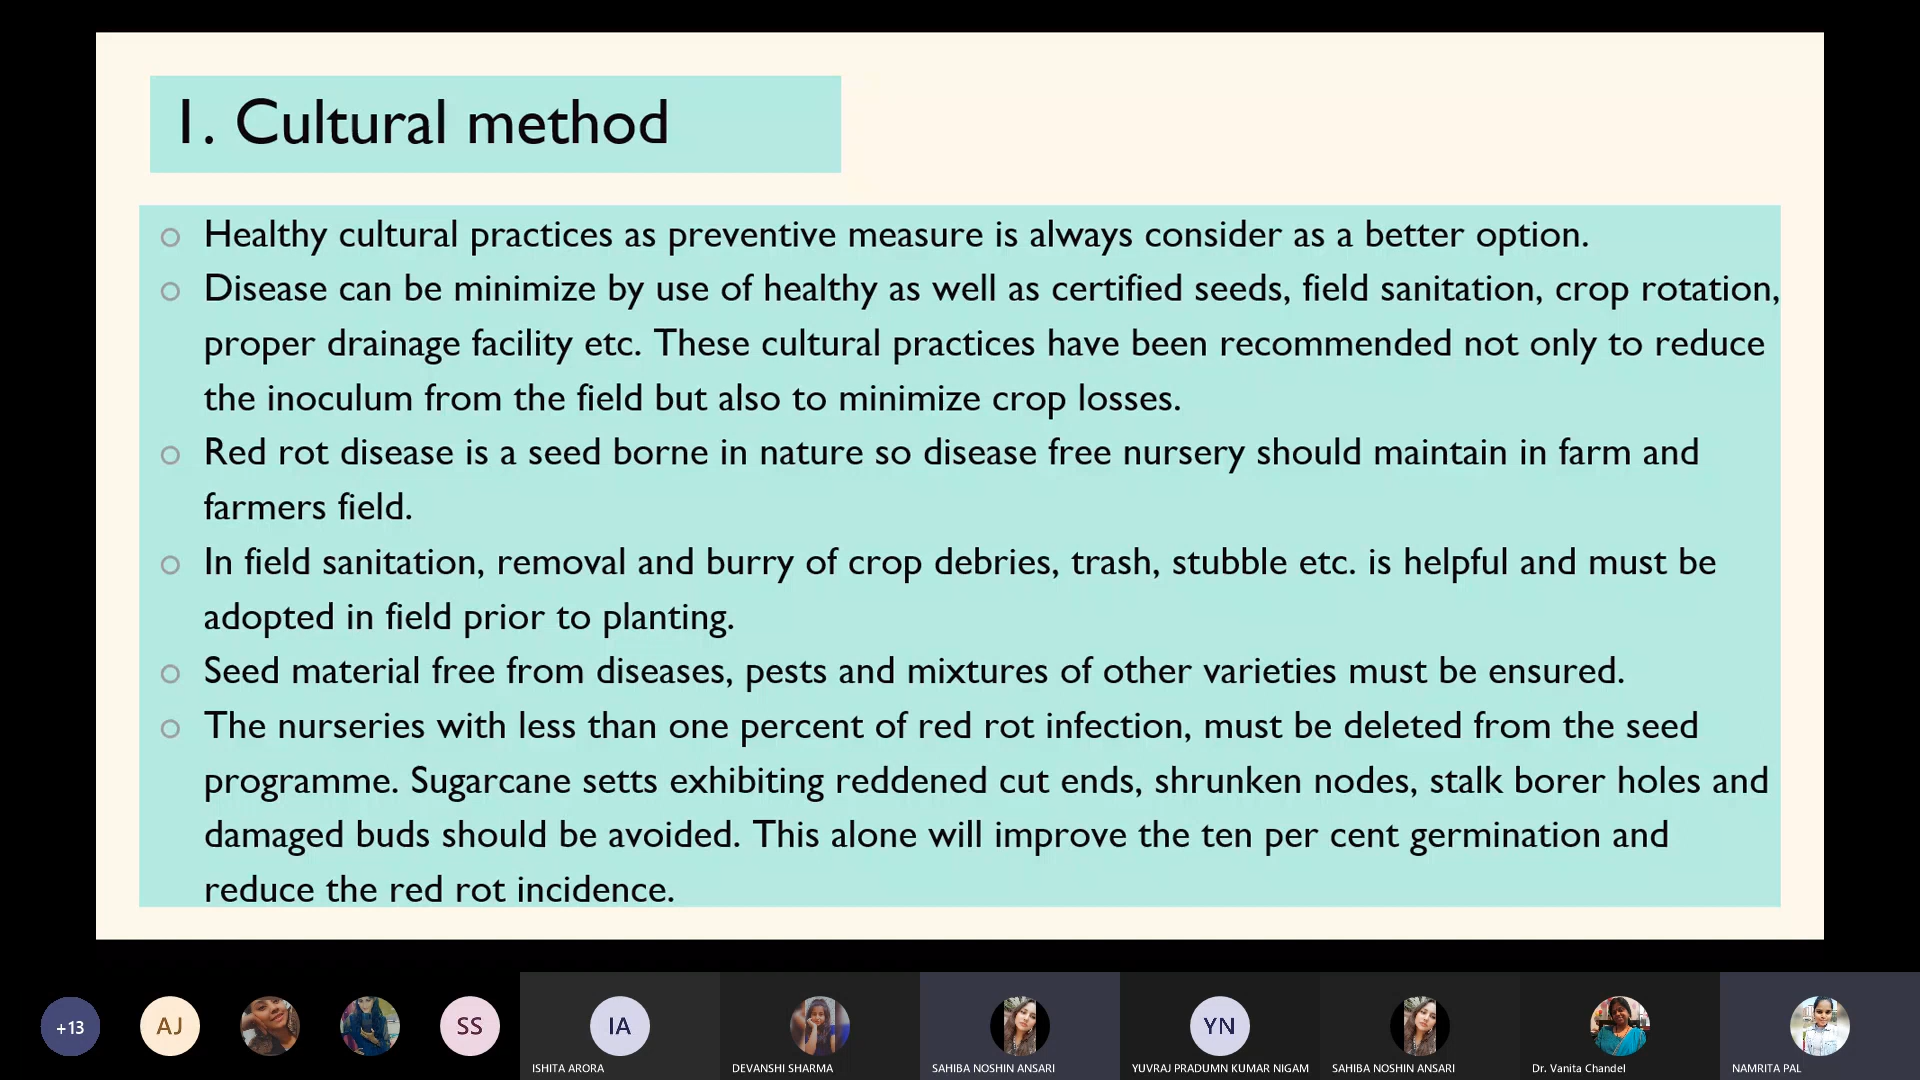 1. Cultural method
Healthy cultural practices as preventive measure is always consider as a better option.
Disease can be minimize by use of healthy as well as certified seeds, field sanitation, crop rotation,
proper drainage facility etc. These cultural practices have been recommended not only to reduce
the inoculum from the field but also to minimize crop losses.
Red rot disease is a seed borne in nature so disease free nursery should maintain in farm and
farmers field.
In field sanitation, removal and burry of crop debries, trash, stubble etc. is helpful and must be
adopted in field prior to planting.
Seed material free from diseases, pests and mixtures of other varieties must be ensured.
The nurseries with less than one percent of red rot infection, must be deleted from the seed
programme. Sugarcane setts exhibiting reddened cut ends, shrunken nodes, stalk borer holes and
damaged buds should be avoided. This alone will improve the ten per cent germination and
reduce the red rot incidence.
+13 AJ SS IA YN
ISHITA ARORA DEVANSHI SHARMA SAHIBA NOSHIN ANSARI YUVRAJ PRADUMN KUMAR NIGAM SAHIBA NOSHIN ANSARI Dr. Vanita Chandel NAMRITA PAL